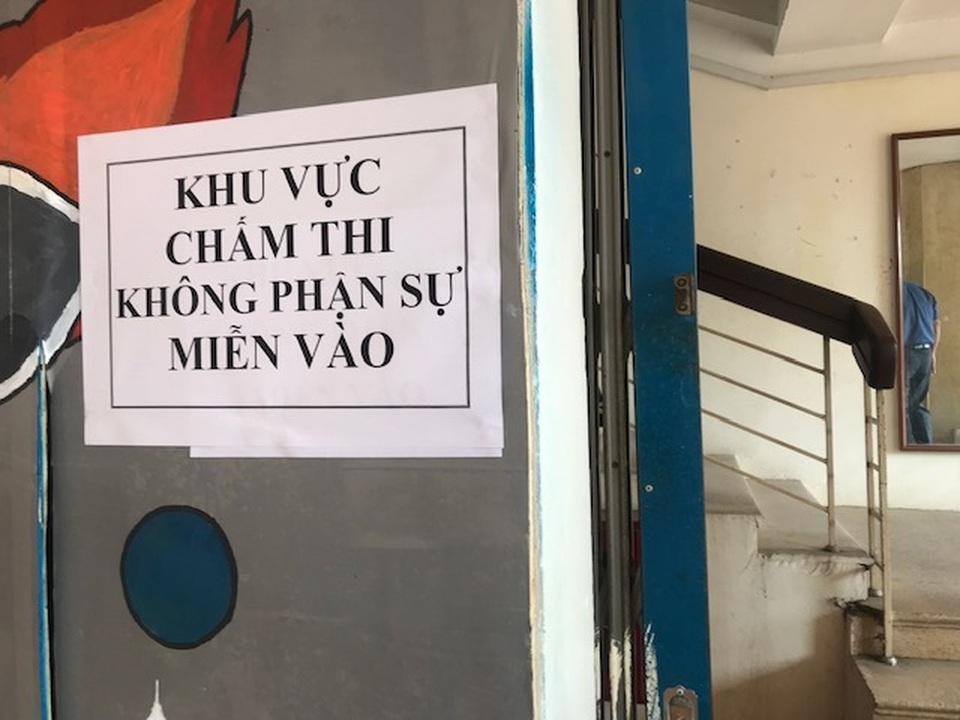 KHU VỰC
CHẤM THI
KHÔNG PHẬN SỰ
MIỄN VÀO